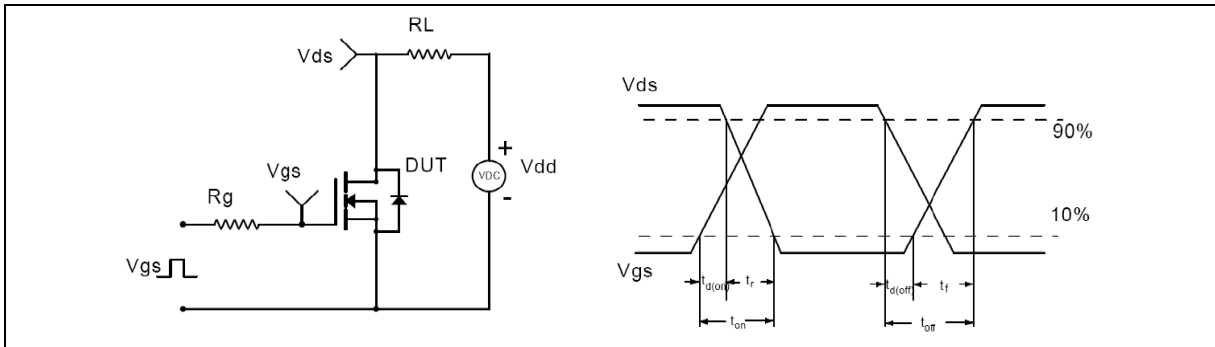 RL
Vds
Vgs
DUT
+
VDC
Vdd
-
Rg
Vgs
Vds
90%
10%
Vgs
td(on)
tr
td(off)
tf
ton
toff